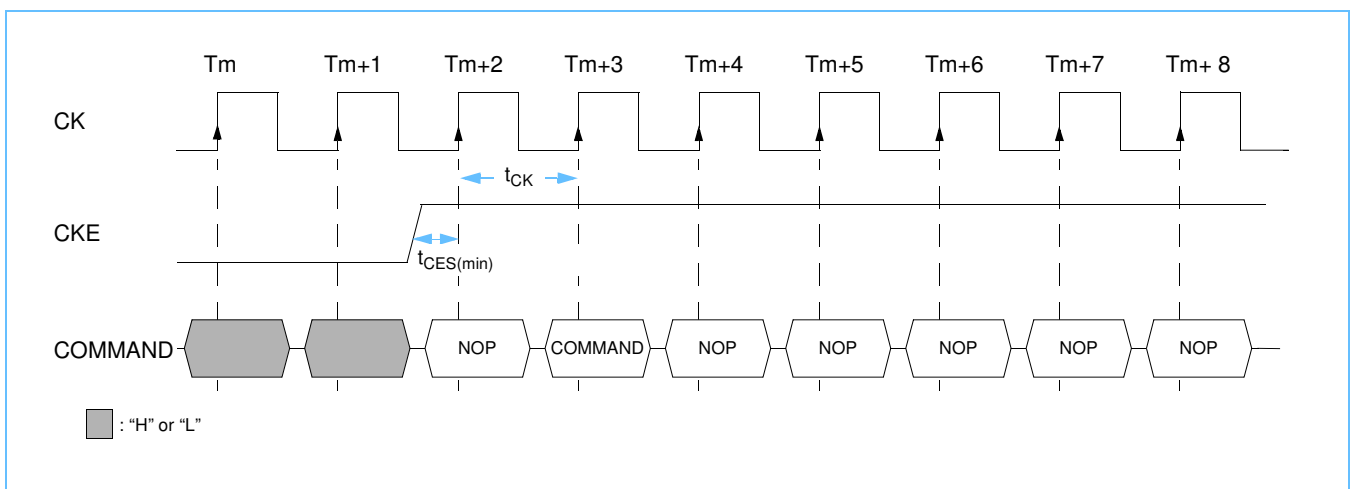 Tm Tm+1 Tm+2 Tm+3 Tm+4 Tm+5 Tm+6 Tm+7 Tm+ 8
CK
tCK
CKE
tCES(min)
COMMAND NOP COMMAND NOP NOP NOP NOP NOP
: “H” or “L”